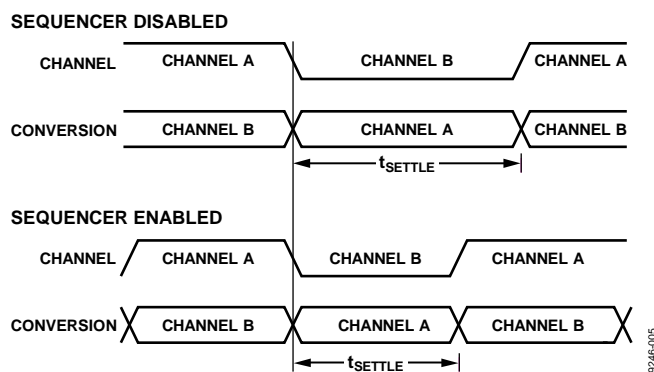 SEQUENCER DISABLED
CHANNEL CHANNEL A CHANNEL B CHANNEL A
CONVERSION CHANNEL B CHANNEL A CHANNEL B
tSETTLE
SEQUENCER ENABLED
CHANNEL CHANNEL A CHANNEL B CHANNEL A
CONVERSION CHANNEL B CHANNEL A CHANNEL B
tSETTLE
9246-005